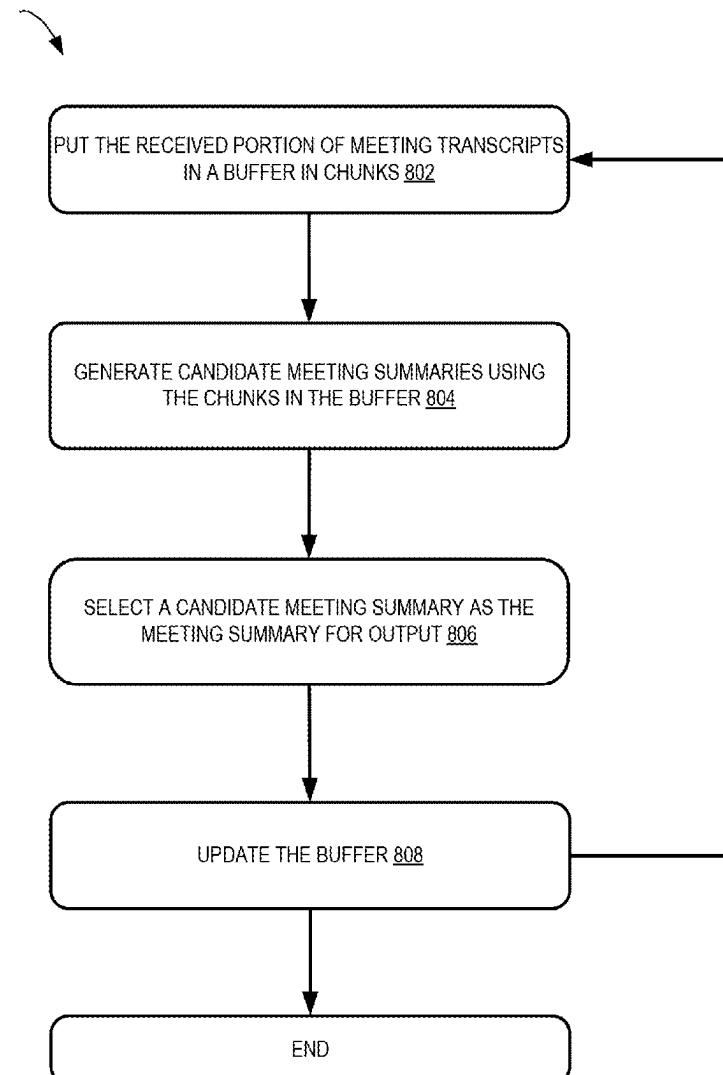 PUT THE RECEIVED PORTION OF MEETING TRANSCRIPTS
IN A BUFFER IN CHUNKS 802
GENERATE CANDIDATE MEETING SUMMARIES USING
THE CHUNKS IN THE BUFFER 804
SELECT A CANDIDATE MEETING SUMMARY AS THE
MEETING SUMMARY FOR OUTPUT 806
UPDATE THE BUFFER 808
END